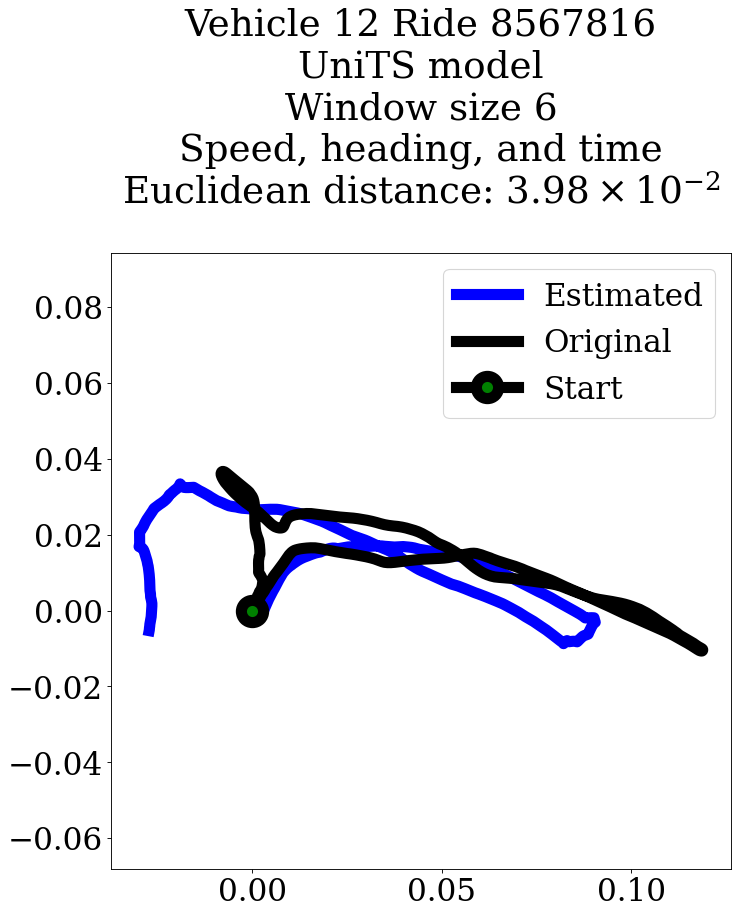 Vehicle 12 Ride 8567816
UniTS model
Window size 6
Speed, heading, and time
Euclidean distance: 3.98 × 10⁻²
Estimated
Original
Start
0.08
0.06
0.04
0.02
0.00
−0.02
−0.04
−0.06
0.00 0.05 0.10